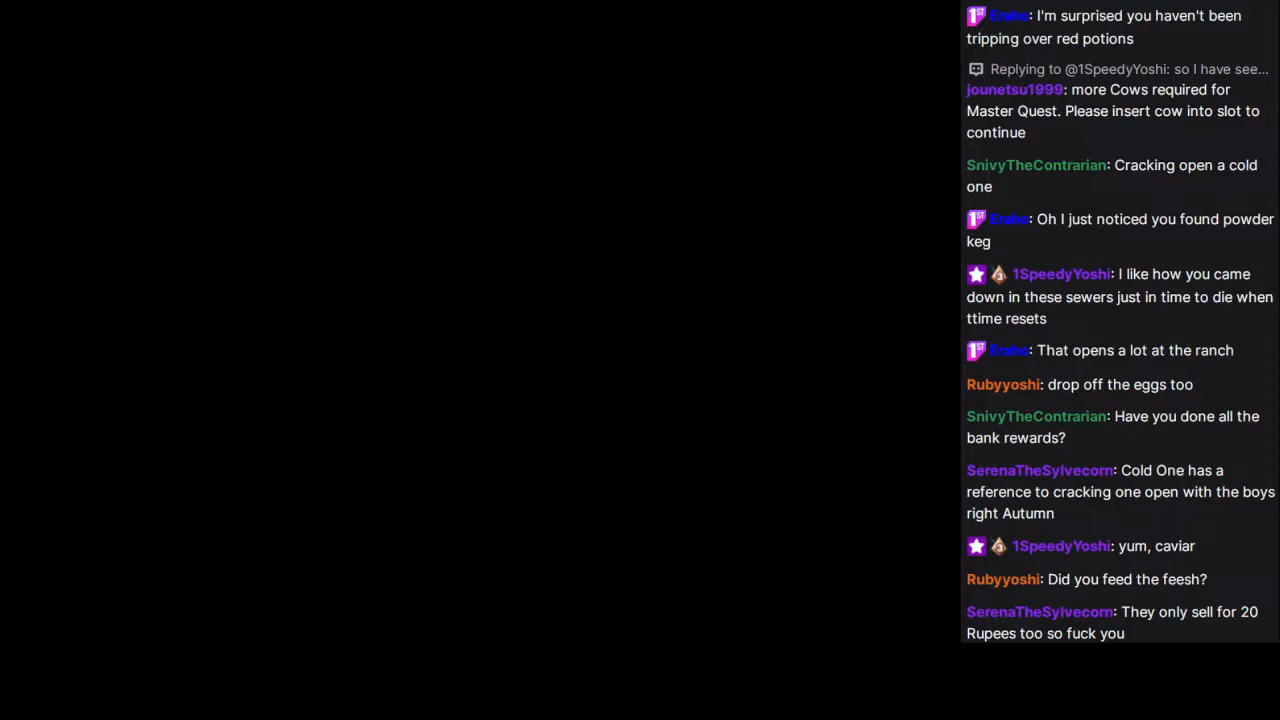 Eraho: I'm surprised you haven't been
tripping over red potions
Replying to @1SpeedyYoshi: so I have see...
jounetsu1999: more Cows required for
Master Quest. Please insert cow into slot to
continue
SnivyTheContrarian: Cracking open a cold
one
Eraho: Oh I just noticed you found powder
keg
1SpeedyYoshi: I like how you came
down in these sewers just in time to die when
ttime resets
Eraho: That opens a lot at the ranch
Rubyyoshi: drop off the eggs too
SnivyTheContrarian: Have you done all the
bank rewards?
SerenaTheSylvecorn: Cold One has a
reference to cracking one open with the boys
right Autumn
1SpeedyYoshi: yum, caviar
Rubyyoshi: Did you feed the feesh?
SerenaTheSylvecorn: They only sell for 20
Rupees too so fuck you